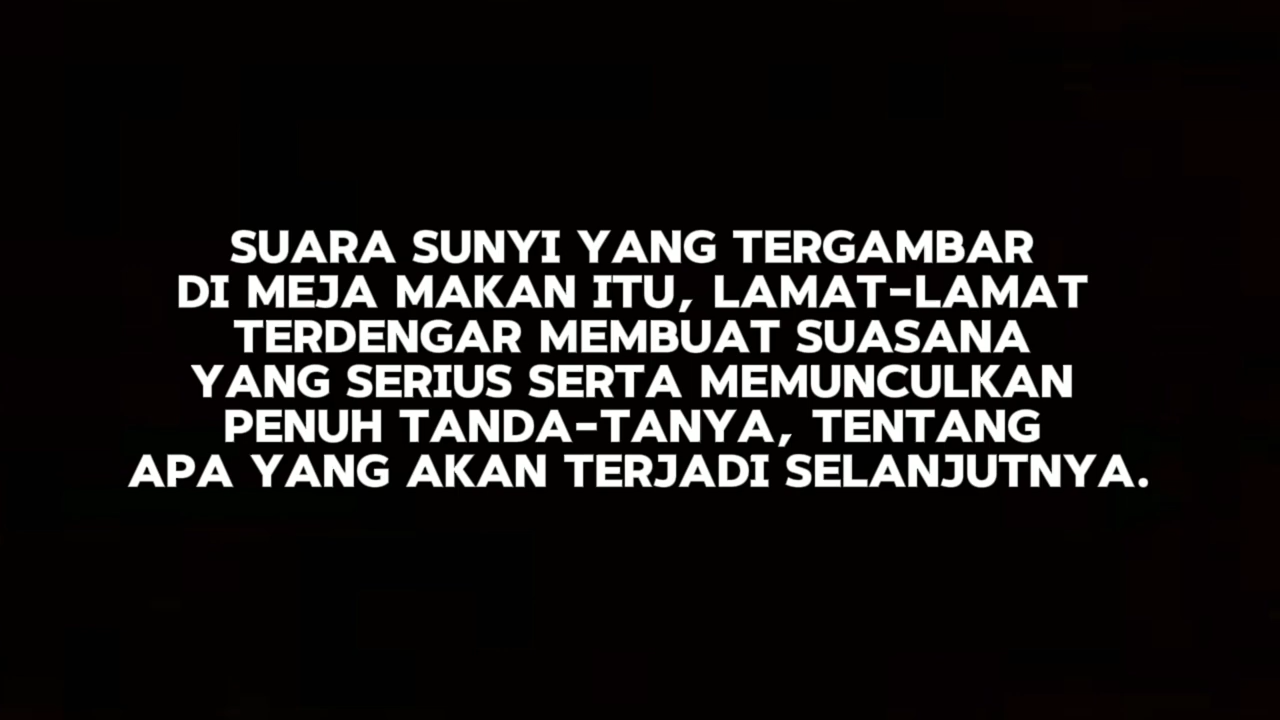 SUARA SUNYI YANG TERGAMBAR
DI MEJA MAKAN ITU, LAMAT-LAMAT
TERDENGAR MEMBUAT SUASANA
YANG SERIUS SERTA MEMUNCULKAN
PENUH TANDA-TANYA, TENTANG
APA YANG AKAN TERJADI SELANJUTNYA.